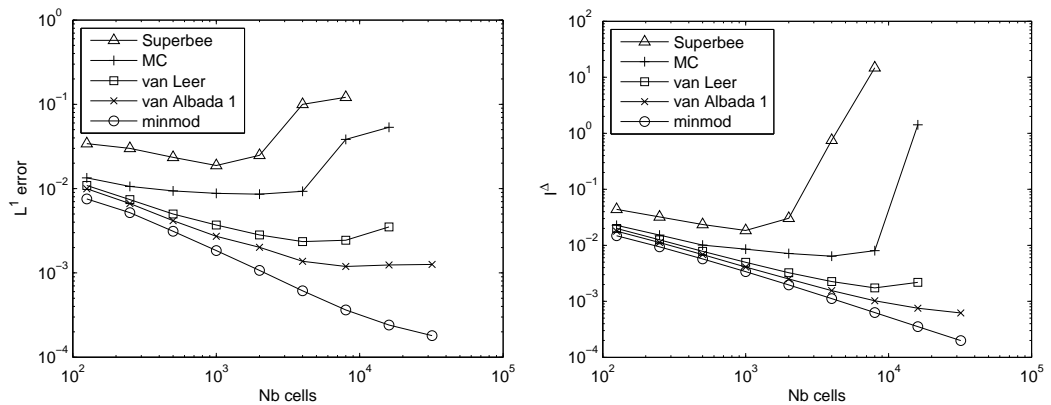 Superbee
MC
van Leer
van Albada 1
minmod
10^0
10^-1
10^-2
10^-3
10^-4
L^1 error
10^2
10^3
10^4
10^5
Nb cells
Superbee
MC
van Leer
van Albada 1
minmod
10^2
10^1
10^0
10^-1
10^-2
10^-3
10^-4
I^Δ
10^2
10^3
10^4
10^5
Nb cells